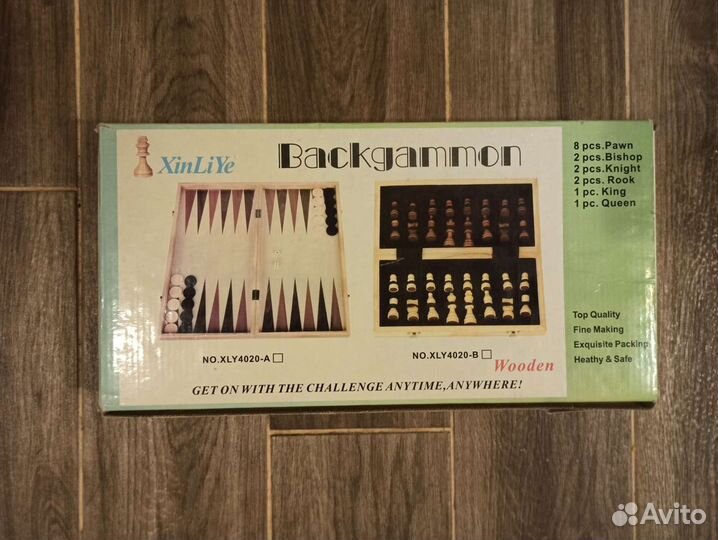 XinLiYe
Backgammon
8 pcs.Pawn
2 pcs.Bishop
2 pcs.Knight
2 pcs. Rook
1 pc. King
1 pc. Queen
NO.XLY4020-A
NO.XLY4020-B
Wooden
GET ON WITH THE CHALLENGE ANYTIME,ANYWHERE!
Top Quality
Fine Making
Exquisite Packing
Heathy & Safe
Avito